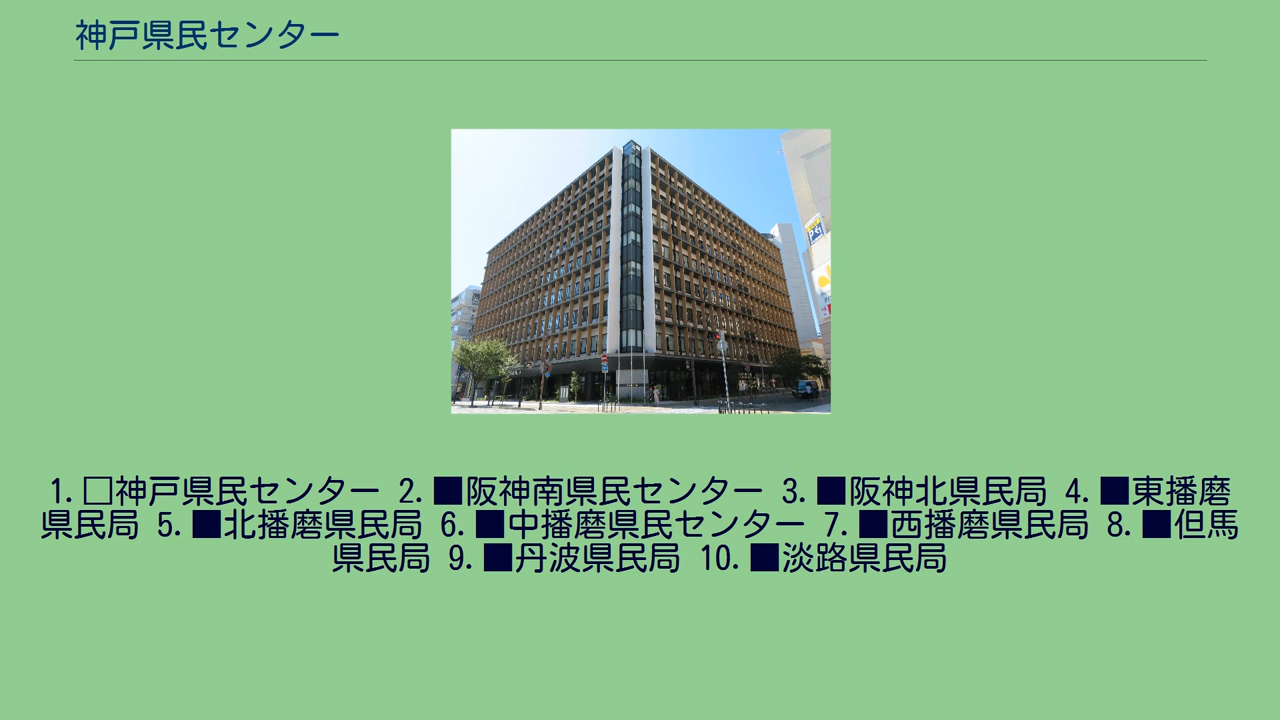 神戸県民センター
1. □神戸県民センター 2. ■阪神南県民センター 3. ■阪神北県民局 4. ■東播磨
県民局 5. ■北播磨県民局 6. ■中播磨県民センター 7. ■西播磨県民局 8. ■但馬
県民局 9. ■丹波県民局 10. ■淡路県民局